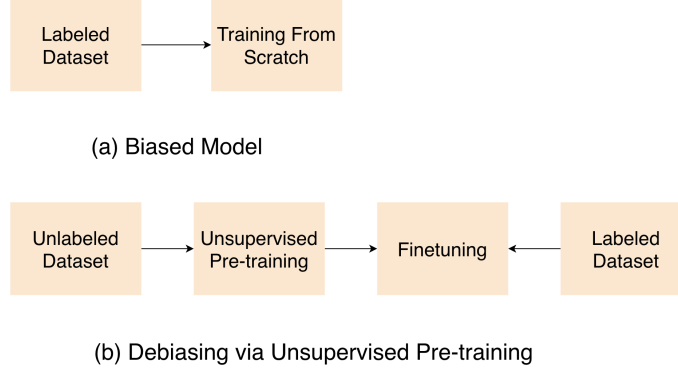 Labeled
Dataset
Training From
Scratch
(a) Biased Model
Unlabeled
Dataset
Unsupervised
Pre-training
Finetuning
Labeled
Dataset
(b) Debiasing via Unsupervised Pre-training